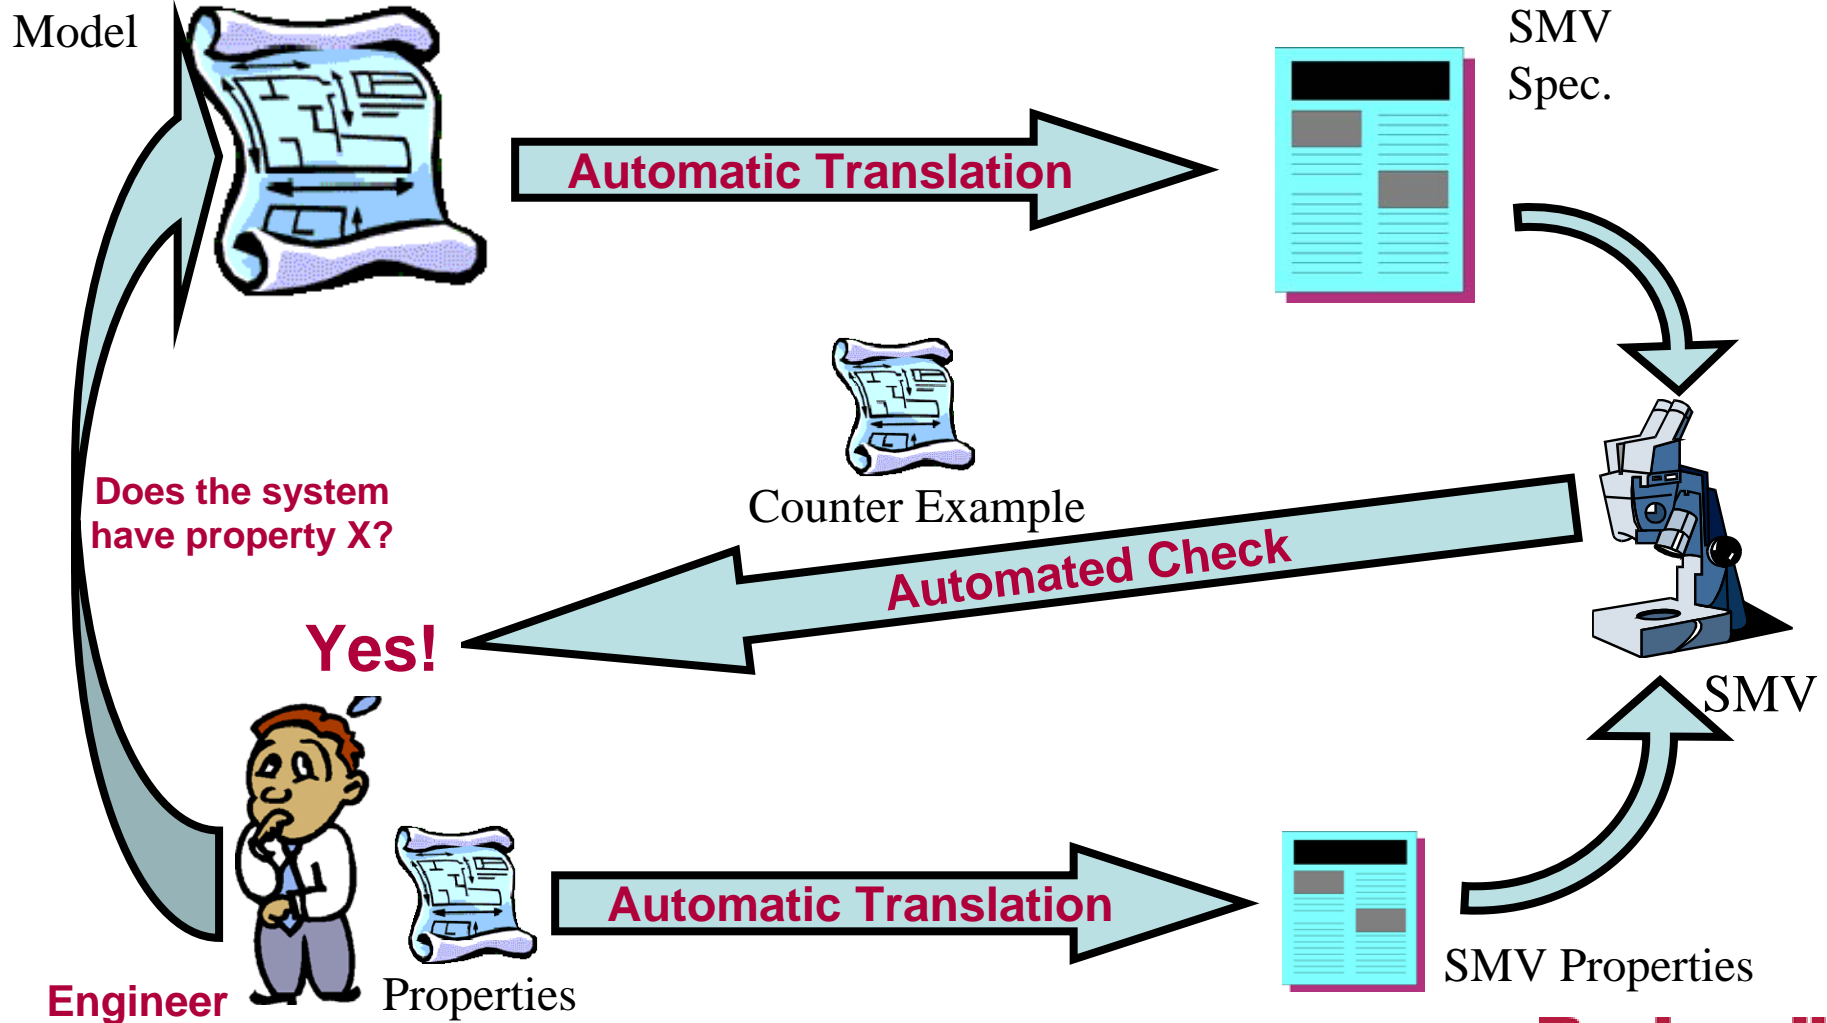 Model
SMV
Spec.
Automatic Translation
Counter Example
Does the system
have property X?
Automated Check
Yes!
SMV
Automatic Translation
SMV Properties
Properties
Engineer